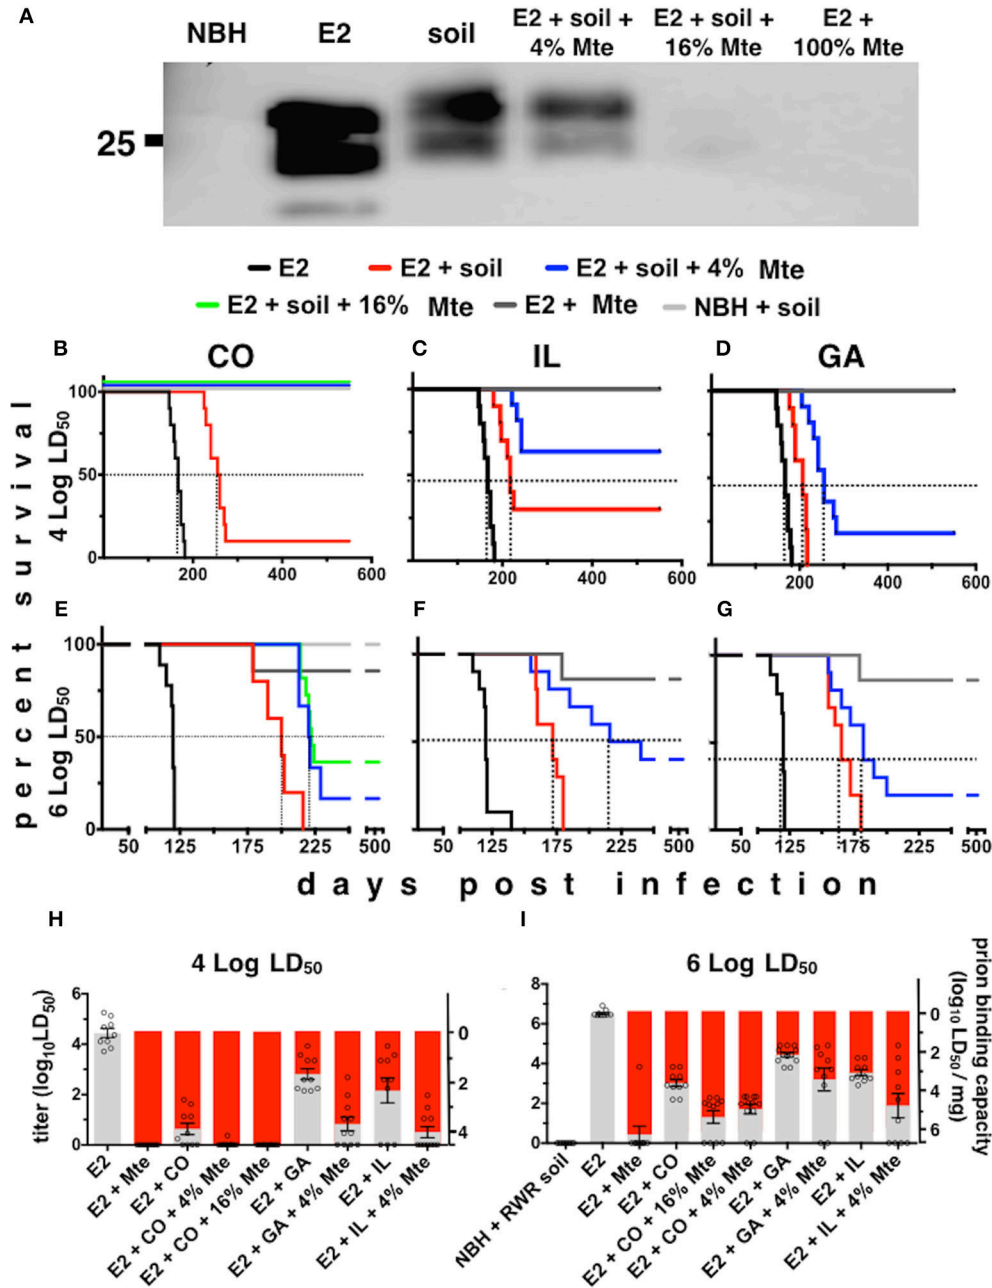 A
NBH E2 soil E2 + soil + 4% Mte E2 + soil + 16% Mte E2 + 100% Mte
25
E2 E2 + soil E2 + soil + 4% Mte
E2 + soil + 16% Mte E2 + Mte NBH + soil
B CO C IL D GA
percent survival
4 Log LD50
100
50
0
200 400 600
200 400 600
200 400 600
E F G
6 Log LD50
100
50
0
50 125 175 225 500
50 125 175 225 500
50 125 175 225 500
days post infection
H
4 Log LD50
titer (log10LD50)
6
4
2
0
0
2
4
E2
E2 + Mte
E2 + CO
E2 + CO + 4% Mte
E2 + CO + 16% Mte
E2 + GA
E2 + GA + 4% Mte
E2 + IL
E2 + IL + 4% Mte
I
6 Log LD50
8
6
4
2
0
0
2
4
6
prion binding capacity
(log10 LD50 / mg)
NBH + RWR soil
E2
E2 + Mte
E2 + CO
E2 + CO + 16% Mte
E2 + CO + 4% Mte
E2 + GA
E2 + GA + 4% Mte
E2 + IL
E2 + IL + 4% Mte